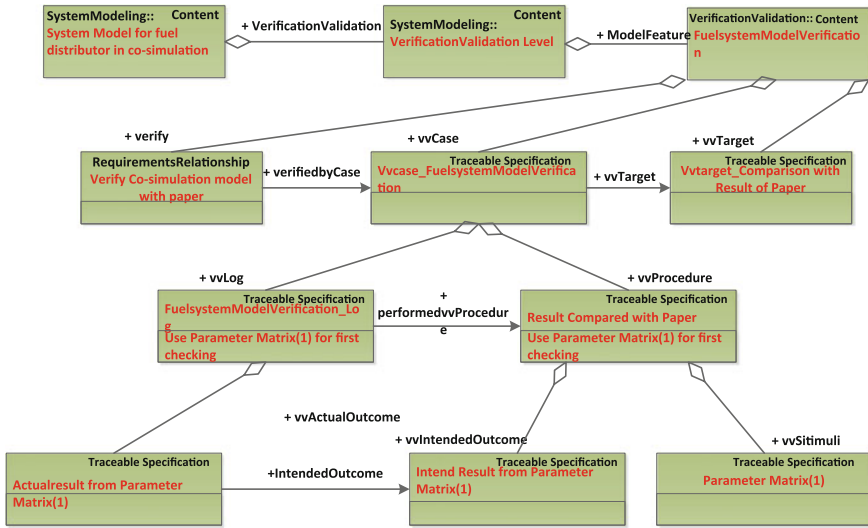 SystemModeling:: Content
System Model for fuel
distributor in co-simulation
+ VerificationValidation
SystemModeling:: Content
VerificationValidation Level
+ ModelFeature
VerificationValidation:: Content
FuelsystemModelVerificatio
n
+ verify
+ vvCase
+ vvTarget
RequirementsRelationship
Verify Co-simulation model
with paper
+ verifiedbyCase
Traceable Specification
Vvcase_FuelsystemModelVerifica
tion
+ vvTarget
Traceable Specification
Vvtarget_Comparison with
Result of Paper
+ vvLog
+ vvProcedure
Traceable Specification
FuelsystemModelVerification_Lo
g
Use Parameter Matrix(1) for first
checking
+
performedvvProcedur
e
Traceable Specification
Result Compared with Paper
Use Parameter Matrix(1) for first
checking
+ vvActualOutcome
+ vvIntendedOutcome
+ vvSitimuli
Traceable Specification
Actualresult from Parameter
Matrix(1)
+IntendedOutcome
Traceable Specification
Intend Result from Parameter
Matrix(1)
Traceable Specification
Parameter Matrix(1)